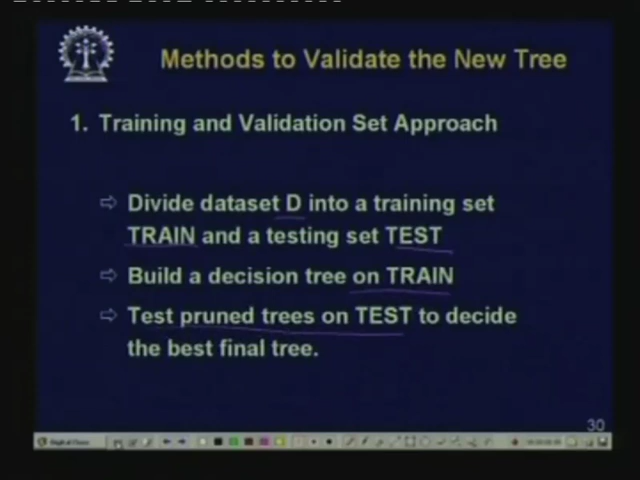 Methods to Validate the New Tree
1. Training and Validation Set Approach
⇨ Divide dataset D into a training set
TRAIN and a testing set TEST
⇨ Build a decision tree on TRAIN
⇨ Test pruned trees on TEST to decide
the best final tree.
30